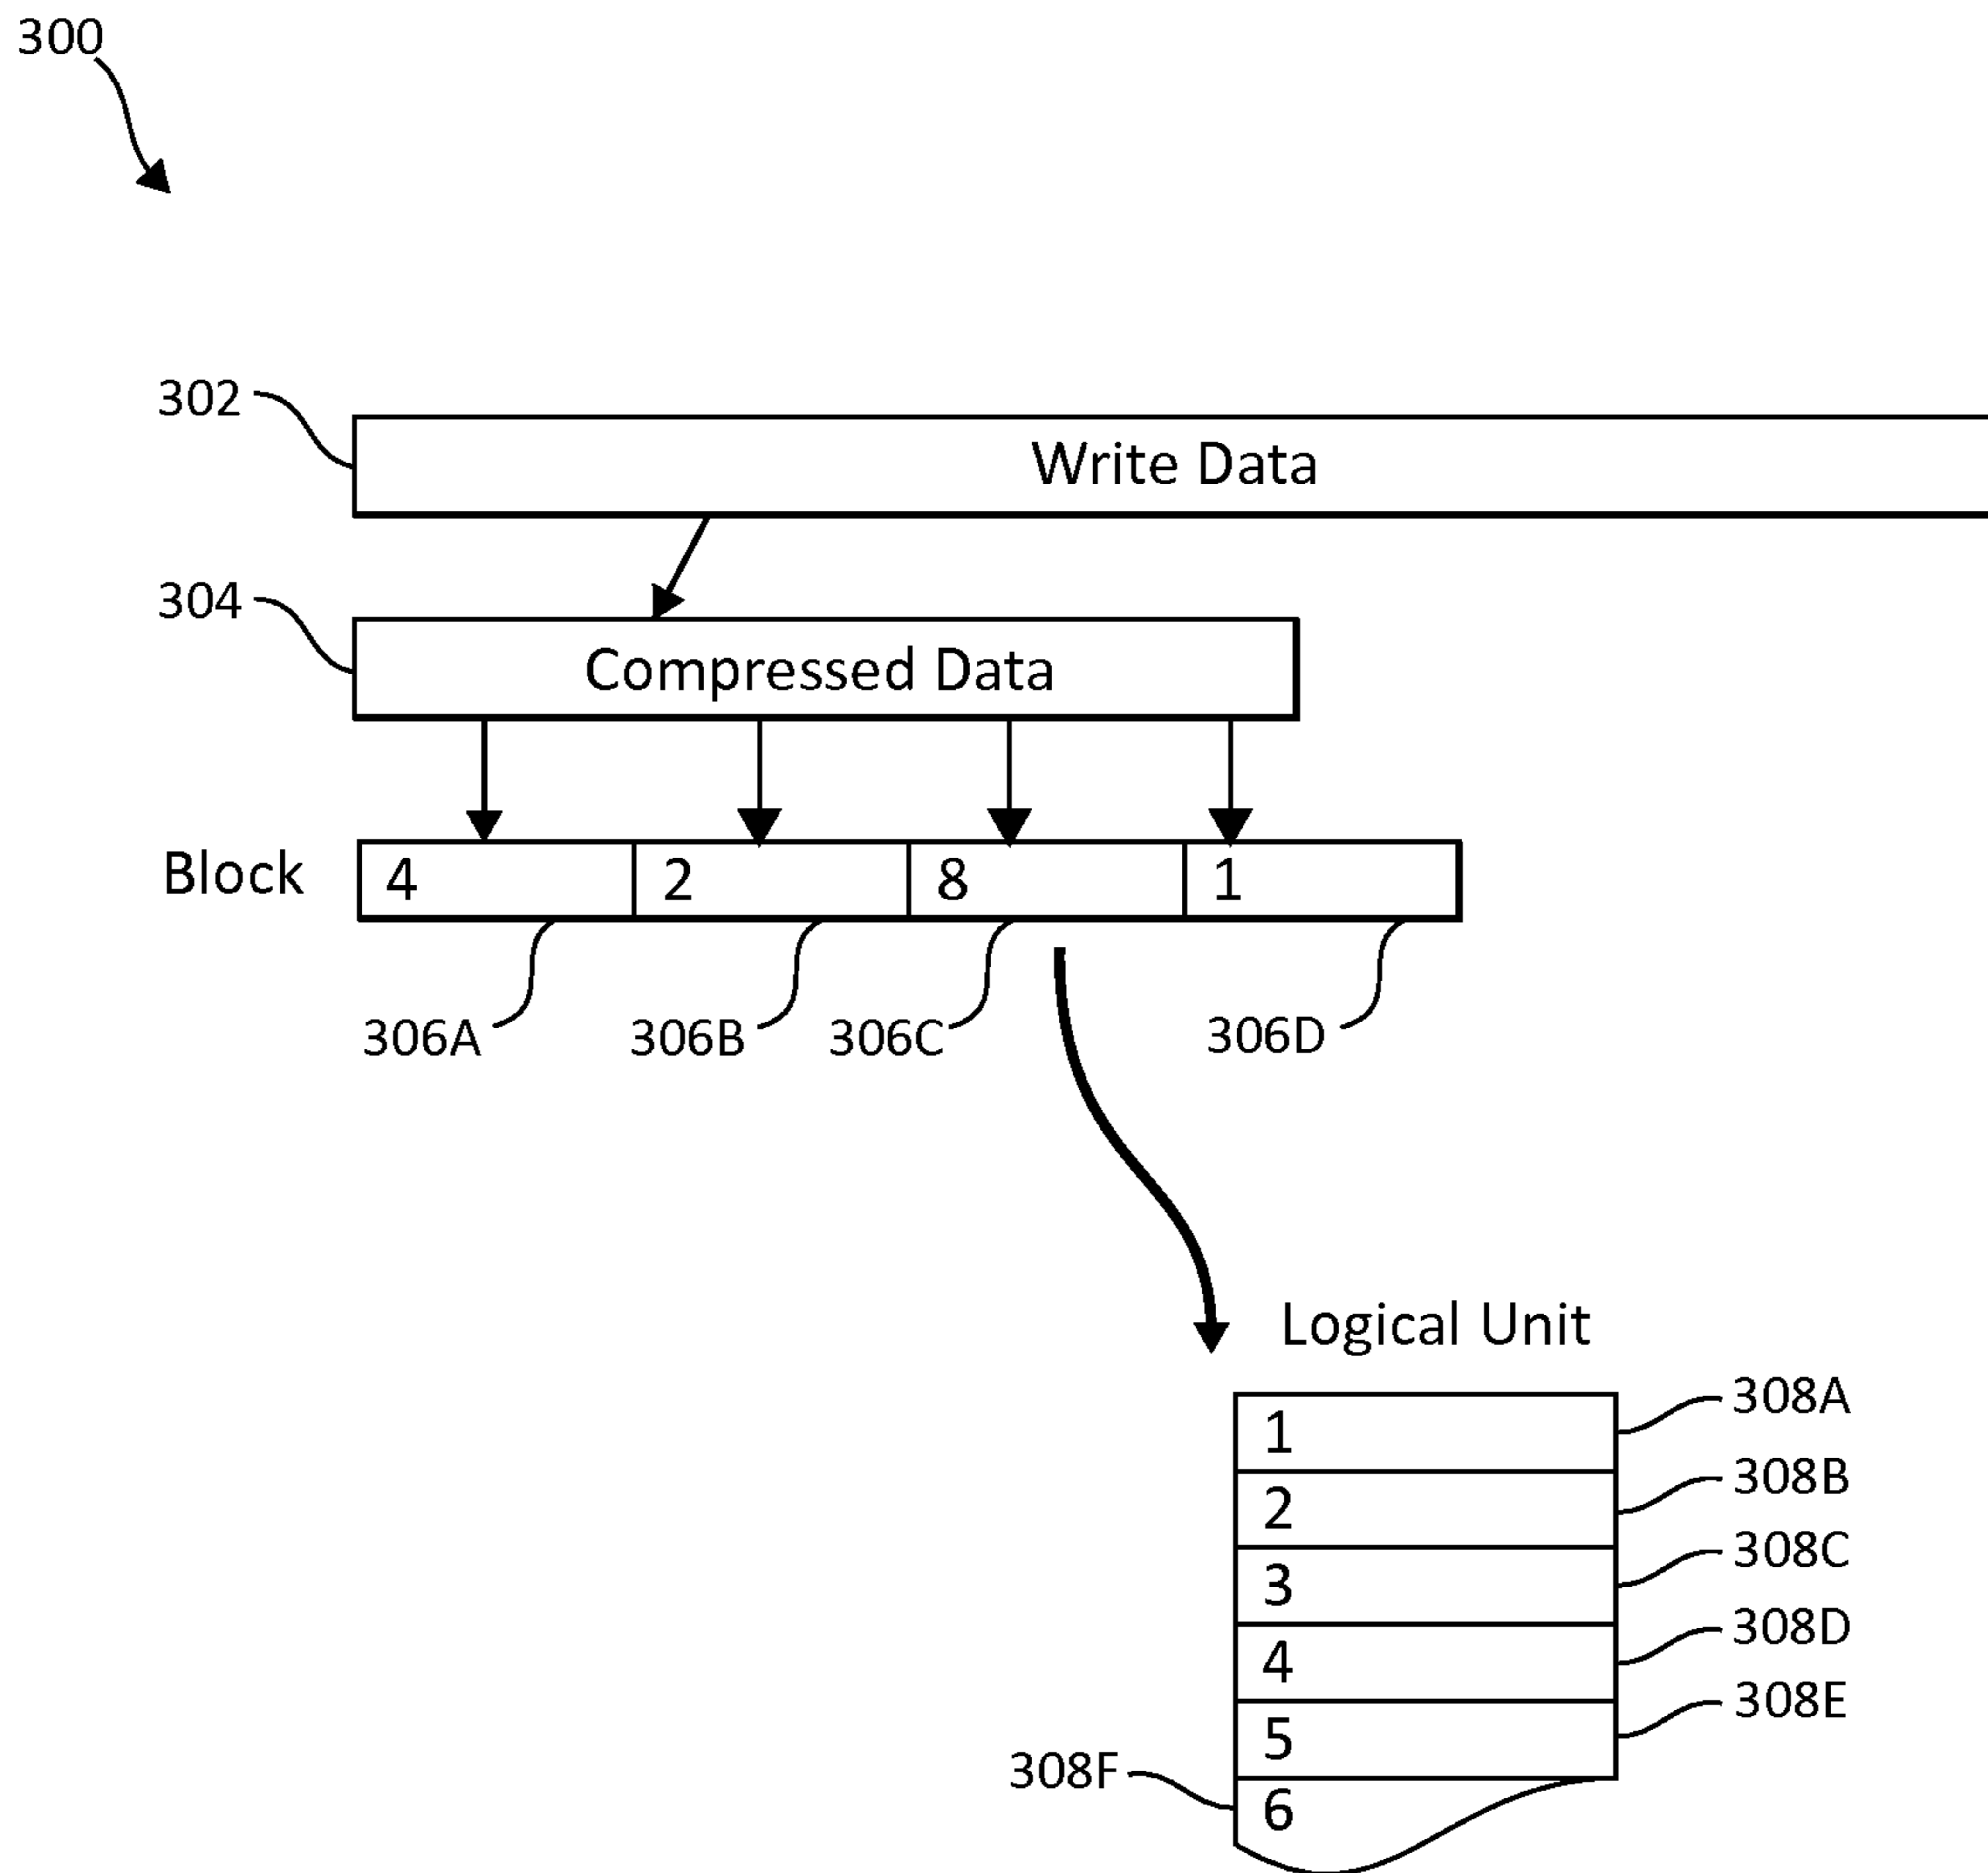 300
302
Write Data
304
Compressed Data
Block
4 2 8 1
306A 306B 306C 306D
Logical Unit
1 308A
2 308B
3 308C
4 308D
5 308E
308F 6